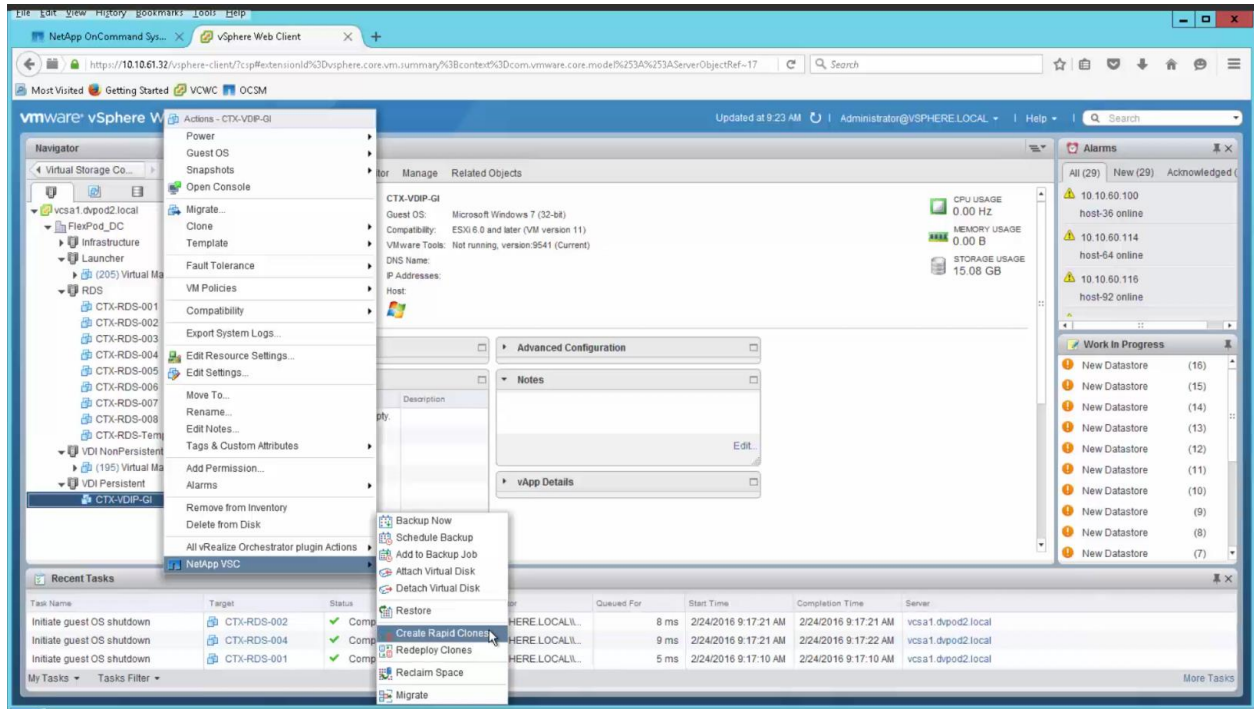 File Edit View History Bookmarks Tools Help
NetApp OnCommand Sys...
vSphere Web Client
https://10.10.61.32/vsphere-client/?csp#extensionId%3Dvsphere.core.vm.summary%3Bcontext%3Dcom.vmware.core.model%253A%253AServerObjectRef~17
Search
Most Visited Getting Started VCWC OCSM
vmware® vSphere W
Updated at 9:23 AM
Administrator@VSPHERE.LOCAL
Help
Search
Navigator
Virtual Storage Co...
vcsa1.dvpod2.local
FlexPod_DC
Infrastructure
Launcher
(205) Virtual Ma
RDS
CTX-RDS-001
CTX-RDS-002
CTX-RDS-003
CTX-RDS-004
CTX-RDS-005
CTX-RDS-006
CTX-RDS-007
CTX-RDS-008
CTX-RDS-Temp
VDI NonPersistent
(195) Virtual Ma
VDI Persistent
CTX-VDIP-GI
Actions - CTX-VDIP-GI
Power
Guest OS
Snapshots
Open Console
Migrate...
Clone
Template
Fault Tolerance
VM Policies
Compatibility
Export System Logs...
Edit Resource Settings...
Edit Settings...
Move To...
Rename...
Edit Notes...
Tags & Custom Attributes
Add Permission...
Alarms
Remove from Inventory
Delete from Disk
All vRealize Orchestrator plugin Actions
NetApp VSC
Backup Now
Schedule Backup
Add to Backup Job
Attach Virtual Disk
Detach Virtual Disk
Restore
Create Rapid Clones
Redeploy Clones
Reclaim Space
Migrate
tor Manage Related Objects
CTX-VDIP-GI
Guest OS: Microsoft Windows 7 (32-bit)
Compatibility: ESXi 6.0 and later (VM version 11)
VMware Tools: Not running, version:9541 (Current)
DNS Name:
IP Addresses:
Host:
CPU USAGE
0.00 HZ
MEMORY USAGE
0.00 B
STORAGE USAGE
15.08 GB
Advanced Configuration
Notes
Description
pty.
Edit...
vApp Details
Alarms
All (29) New (29) Acknowledged (
10.10.60.100
host-36 online
10.10.60.114
host-64 online
10.10.60.116
host-92 online
Work In Progress
New Datastore (16)
New Datastore (15)
New Datastore (14)
New Datastore (13)
New Datastore (12)
New Datastore (11)
New Datastore (10)
New Datastore (9)
New Datastore (8)
New Datastore (7)
Recent Tasks
Task Name Target Status or Queued For Start Time Completion Time Server
Initiate guest OS shutdown CTX-RDS-002 Comp HERE.LOCAL\\... 8 ms 2/24/2016 9:17:21 AM 2/24/2016 9:17:21 AM vcsa1.dvpod2.local
Initiate guest OS shutdown CTX-RDS-004 Comp HERE.LOCAL\\... 9 ms 2/24/2016 9:17:21 AM 2/24/2016 9:17:22 AM vcsa1.dvpod2.local
Initiate guest OS shutdown CTX-RDS-001 Comp HERE.LOCAL\\... 5 ms 2/24/2016 9:17:10 AM 2/24/2016 9:17:10 AM vcsa1.dvpod2.local
My Tasks Tasks Filter More Tasks